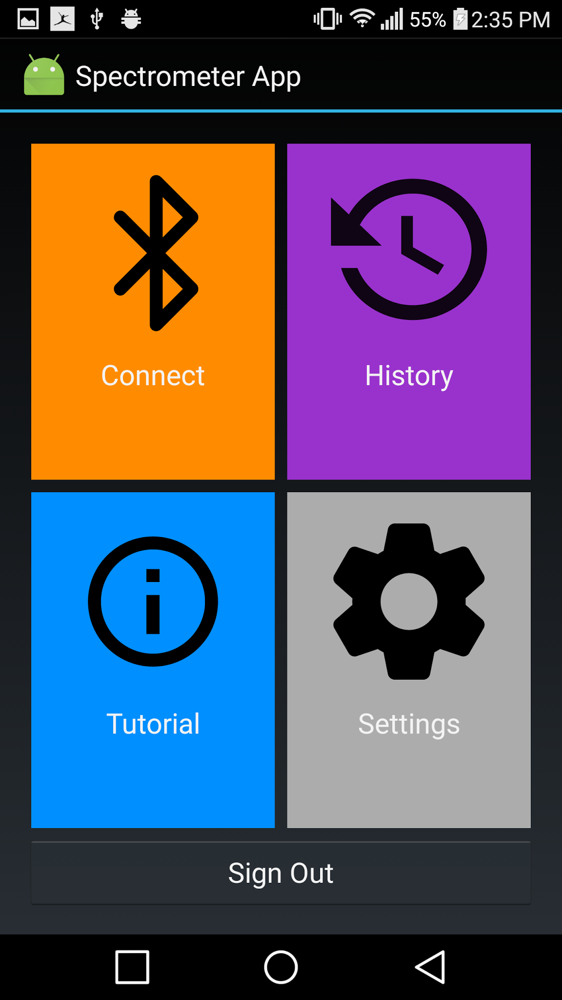 55% 2:35 PM
Spectrometer App
Connect
History
Tutorial
Settings
Sign Out